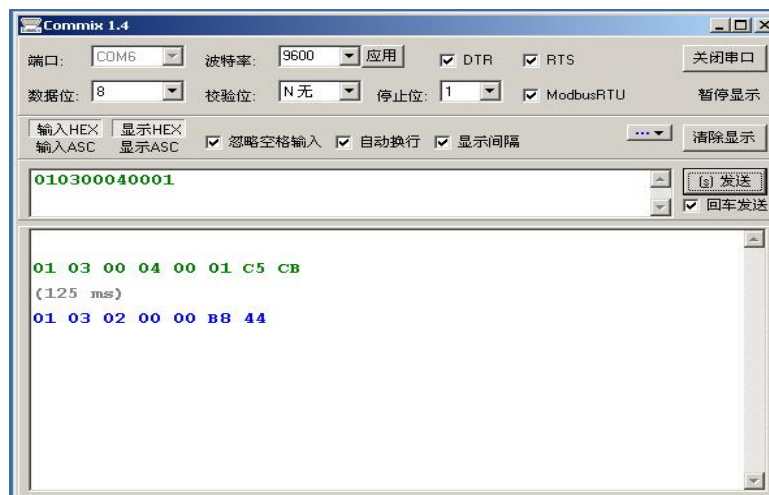 Commix 1.4
端口: COM6 波特率: 9600 应用 DTR RTS 关闭串口
数据位: 8 校验位: N 无 停止位: 1 ModbusRTU 暂停显示
输入HEX 显示HEX 忽略空格输入 自动换行 显示间隔 ... 清除显示
输入ASC 显示ASC
010300040001 (s) 发送
回车发送
01 03 00 04 00 01 C5 CB
(125 ms)
01 03 02 00 00 B8 44